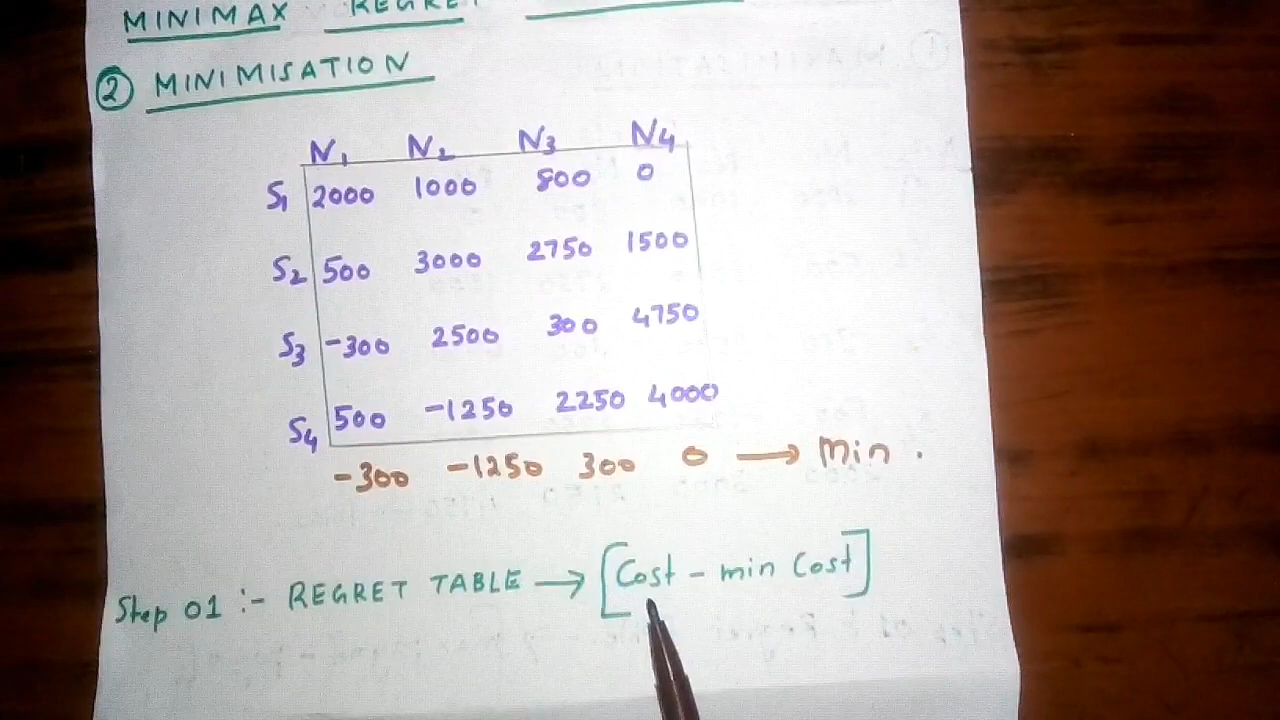 MINIMAX REGRET
② MINIMISATION
N1 N2 N3 N4
S1 2000 1000 800 0
S2 500 3000 2750 1500
S3 -300 2500 300 4750
S4 500 -1250 2250 4000
-300 -1250 300 0 → Min.
Step 01 :- REGRET TABLE → [Cost - min Cost]